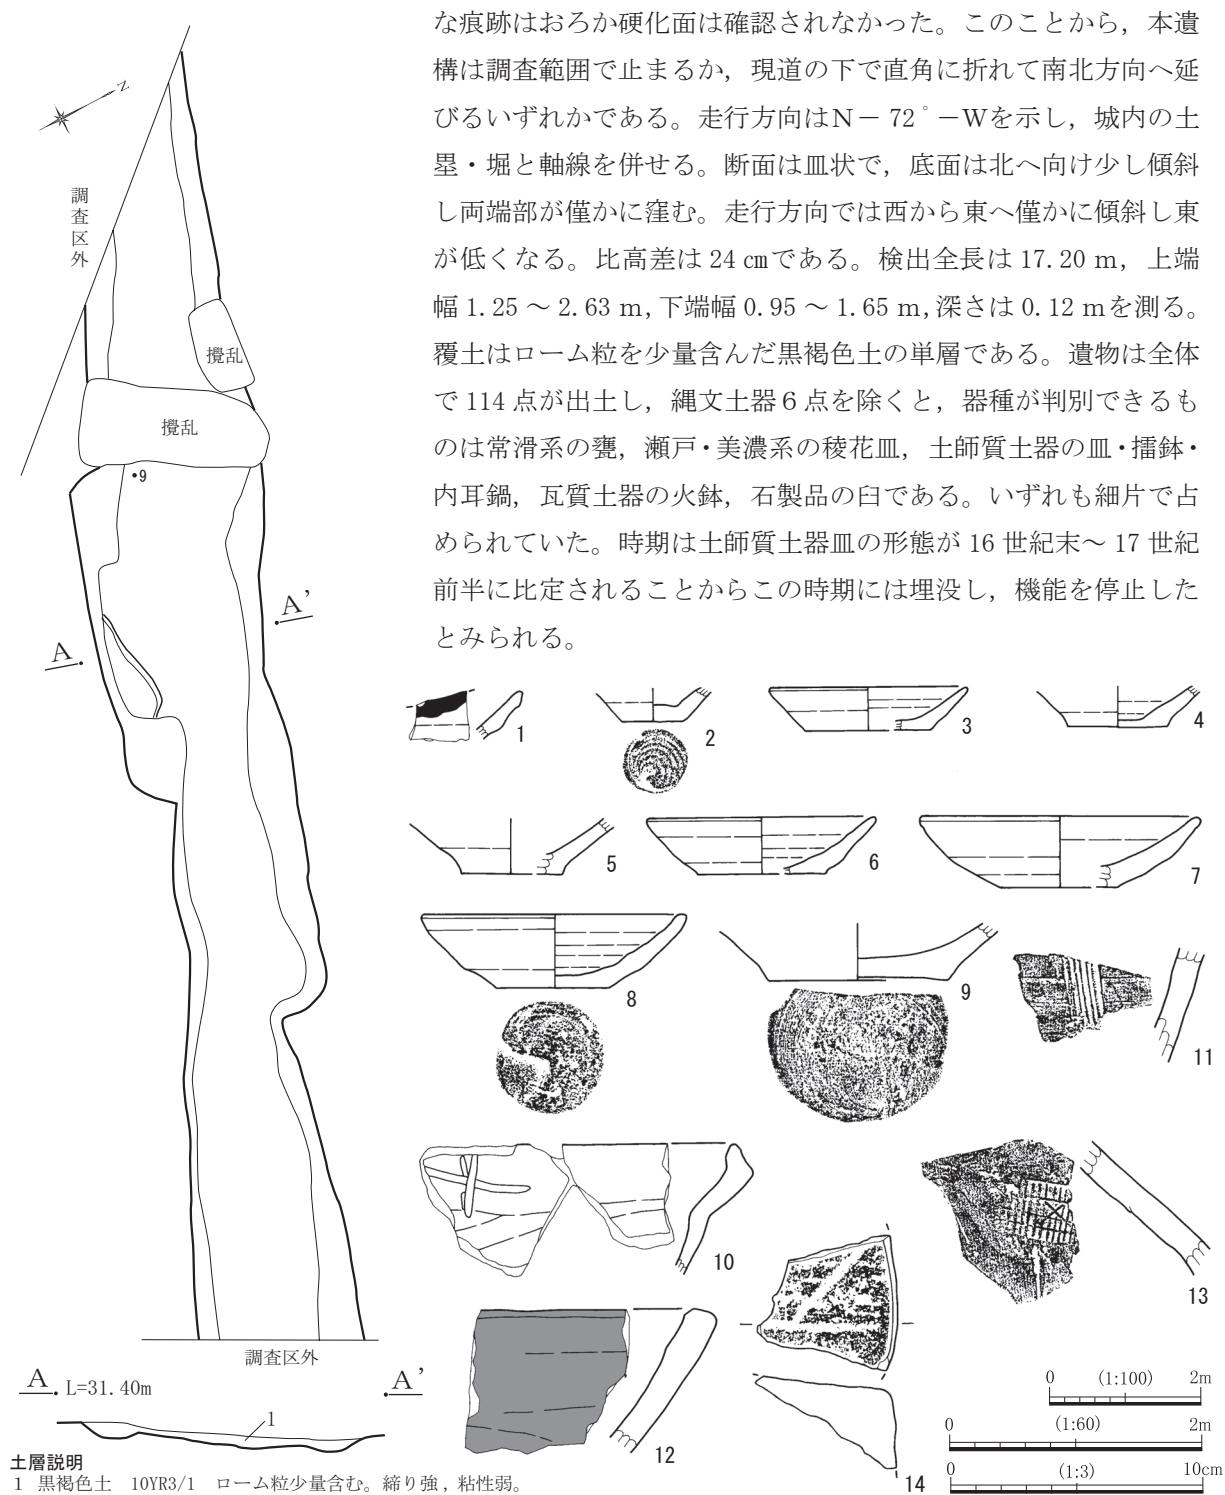 な痕跡はおろか硬化面は確認されなかった。このことから，本遺
構は調査範囲で止まるか，現道の下で直角に折れて南北方向へ延
びるいずれかである。走行方向はＮ－72°－Ｗを示し，城内の土
塁・堀と軸線を併せる。断面は皿状で，底面は北へ向け少し傾斜
し両端部が僅かに窪む。走行方向では西から東へ僅かに傾斜し東
が低くなる。比高差は24㎝である。検出全長は17.20ｍ，上端
幅1.25～2.63ｍ,下端幅0.95～1.65ｍ,深さは0.12ｍを測る。
覆土はローム粒を少量含んだ黒褐色土の単層である。遺物は全体
で114点が出土し，縄文土器６点を除くと，器種が判別できるも
のは常滑系の甕，瀬戸・美濃系の稜花皿，土師質土器の皿・擂鉢・
内耳鍋，瓦質土器の火鉢，石製品の臼である。いずれも細片で占
められていた。時期は土師質土器皿の形態が16世紀末～17世紀
前半に比定されることからこの時期には埋没し，機能を停止した
とみられる。
N
調査区外
攪乱
攪乱
9
A'
A
調査区外
A L=31.40m A'
1
土層説明
1 黒褐色土 10YR3/1 ローム粒少量含む。締り強，粘性弱。
1
2
3
4
5
6
7
8
9
11
10
13
12
14
0 (1:100) 2m
0 (1:60) 2m
0 (1:3) 10cm